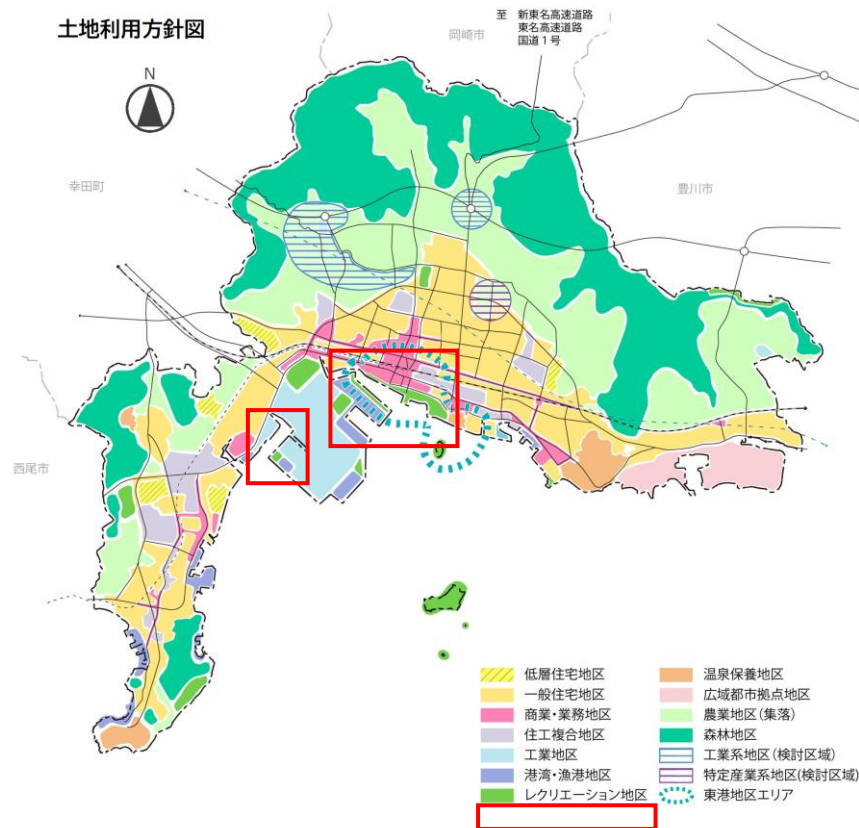 土地利用方針図
至 新東名高速道路
東名高速道路
国道1号
岡崎市
N
幸田町
豊川市
西尾市
低層住宅地区
一般住宅地区
商業・業務地区
住工複合地区
工業地区
港湾・漁港地区
レクリエーション地区
温泉保養地区
広域都市拠点地区
農業地区(集落)
森林地区
工業系地区(検討区域)
特定産業系地区(検討区域)
東港地区エリア